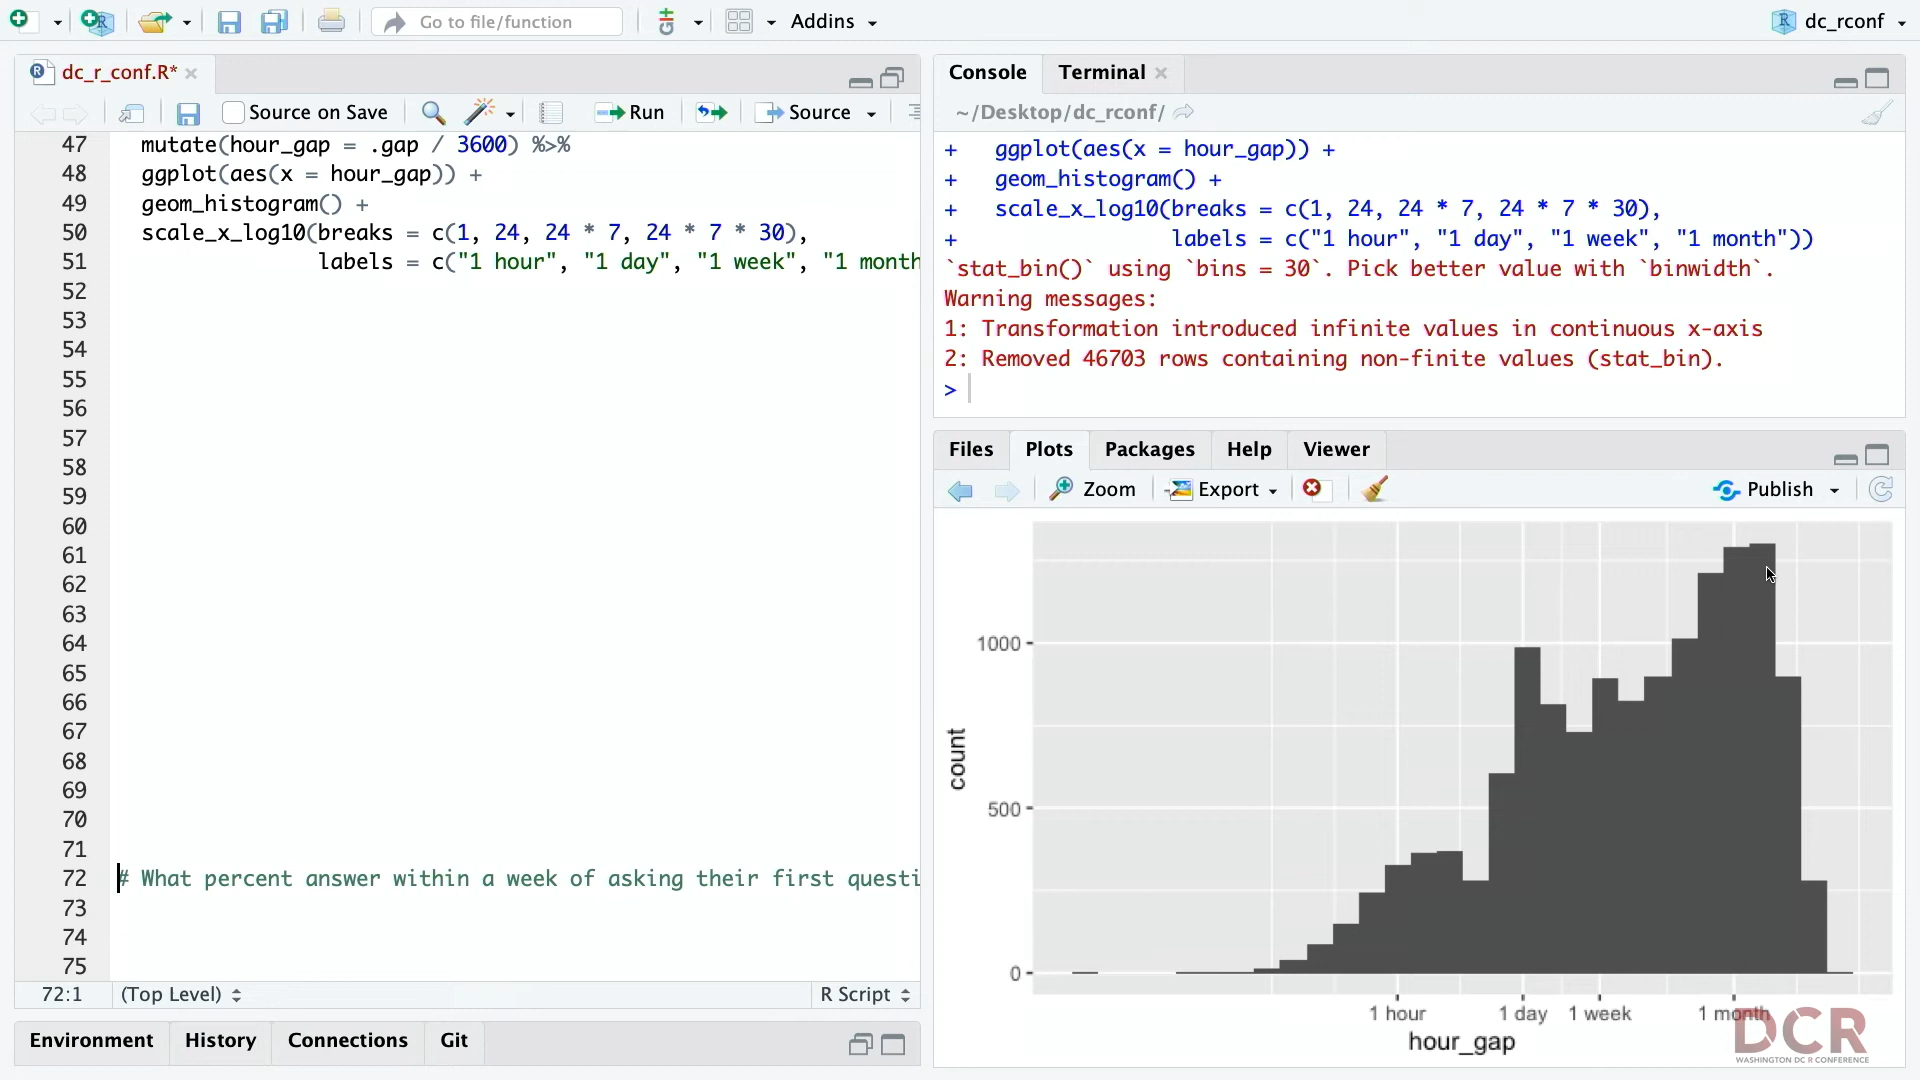 Go to file/function
Addins
dc_rconf
dc_r_conf.R*
Source on Save
Run
Source
47 mutate(hour_gap = .gap / 3600) %>%
48 ggplot(aes(x = hour_gap)) +
49 geom_histogram() +
50 scale_x_log10(breaks = c(1, 24, 24 * 7, 24 * 7 * 30),
51 labels = c("1 hour", "1 day", "1 week", "1 month
52
53
54
55
56
57
58
59
60
61
62
63
64
65
66
67
68
69
70
71
72 # What percent answer within a week of asking their first questi
73
74
75
72:1 (Top Level) R Script
Environment History Connections Git
Console Terminal
~/Desktop/dc_rconf/
+ ggplot(aes(x = hour_gap)) +
+ geom_histogram() +
+ scale_x_log10(breaks = c(1, 24, 24 * 7, 24 * 7 * 30),
+ labels = c("1 hour", "1 day", "1 week", "1 month"))
`stat_bin()` using `bins = 30`. Pick better value with `binwidth`.
Warning messages:
1: Transformation introduced infinite values in continuous x-axis
2: Removed 46703 rows containing non-finite values (stat_bin).
>
Files Plots Packages Help Viewer
Zoom Export Publish
count
1000
500
0
1 hour 1 day 1 week 1 month
hour_gap
DCR
WASHINGTON DC R CONFERENCE